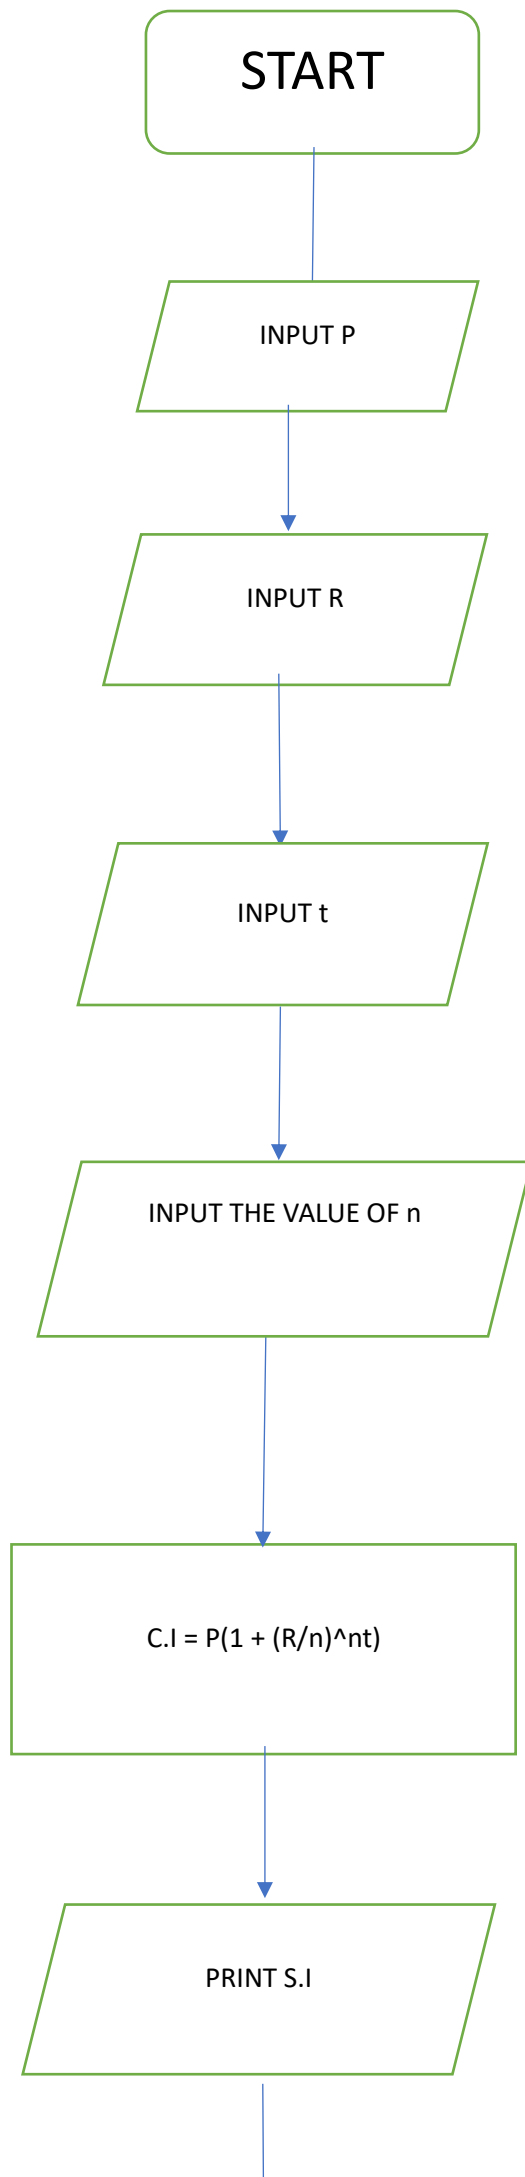 START
INPUT P
INPUT R
INPUT t
INPUT THE VALUE OF n
C.I = P(1 + (R/n)^nt)
PRINT S.I